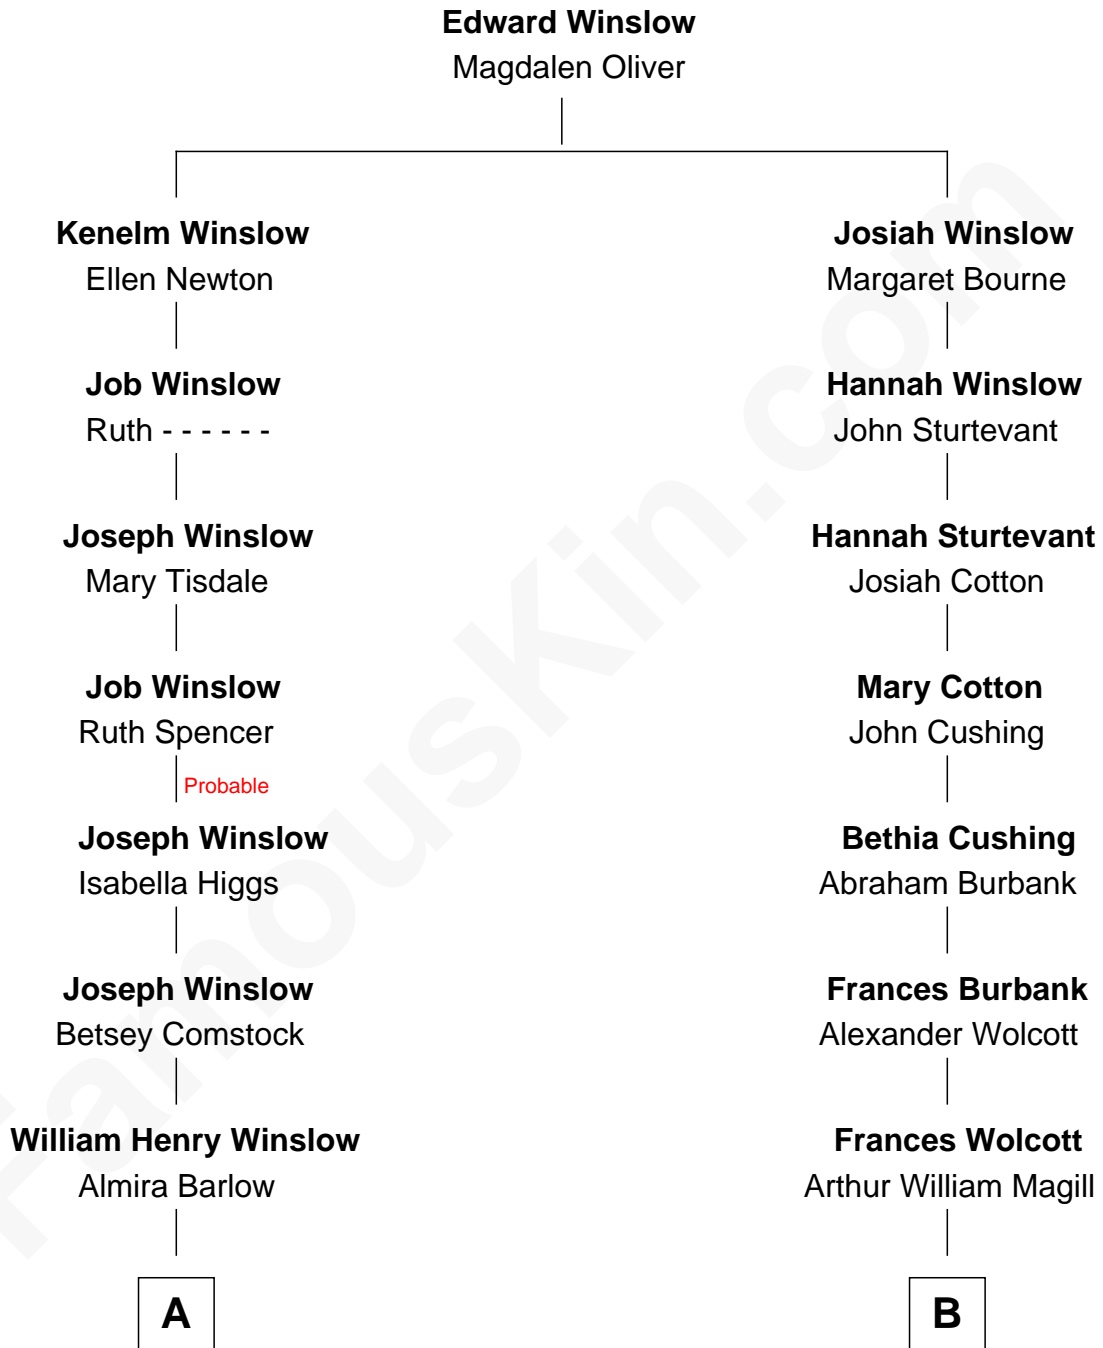 Edward Winslow
Magdalen Oliver
Kenelm Winslow
Ellen Newton
Job Winslow
Ruth - - - - - -
Joseph Winslow
Mary Tisdale
Job Winslow
Ruth Spencer
Probable
Joseph Winslow
Isabella Higgs
Joseph Winslow
Betsey Comstock
William Henry Winslow
Almira Barlow
A
Josiah Winslow
Margaret Bourne
Hannah Winslow
John Sturtevant
Hannah Sturtevant
Josiah Cotton
Mary Cotton
John Cushing
Bethia Cushing
Abraham Burbank
Frances Burbank
Alexander Wolcott
Frances Wolcott
Arthur William Magill
B
FamousKin.com